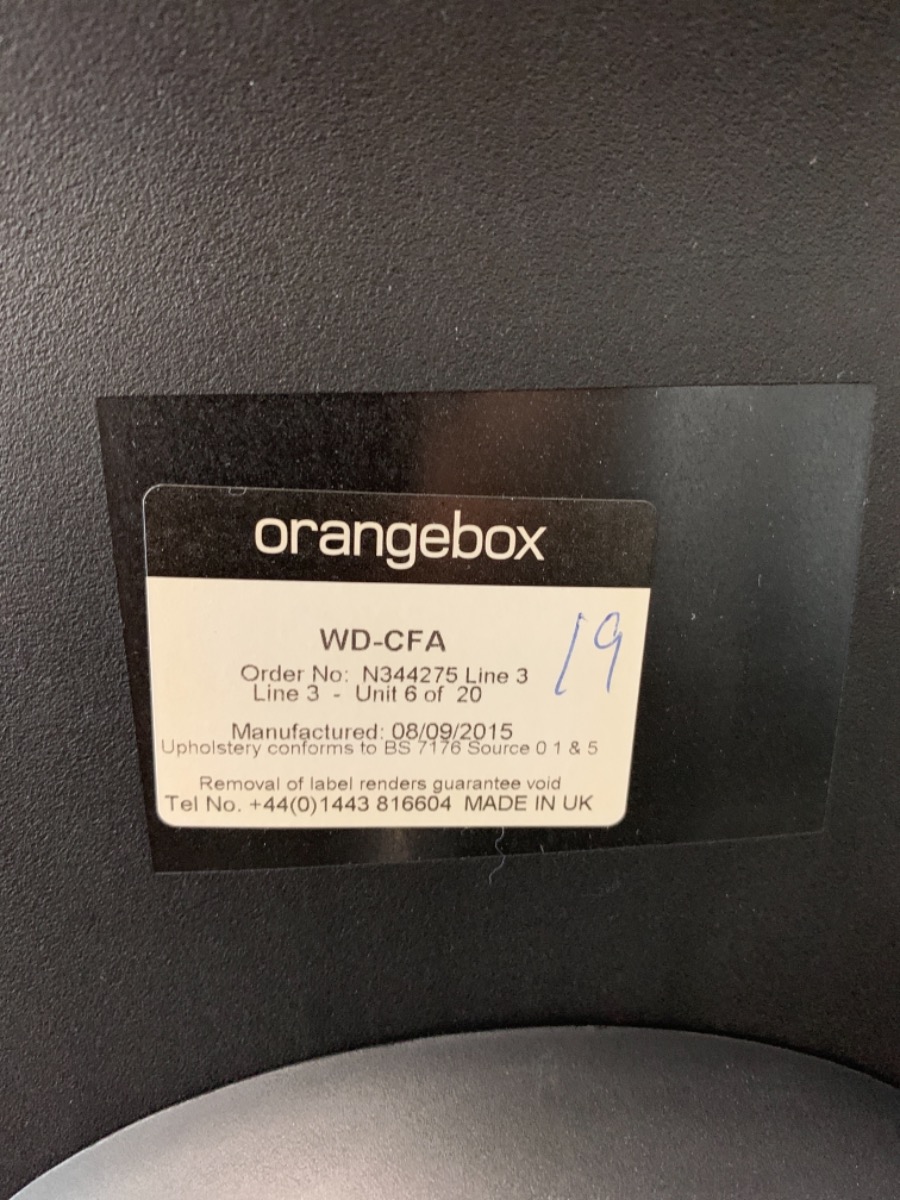 orangebox
WD-CFA
19
Order No: N344275 Line 3
Line 3 - Unit 6 of 20
Manufactured: 08/09/2015
Upholstery conforms to BS 7176 Source 0 1 & 5
Removal of label renders guarantee void
Tel No. +44(0)1443 816604 MADE IN UK